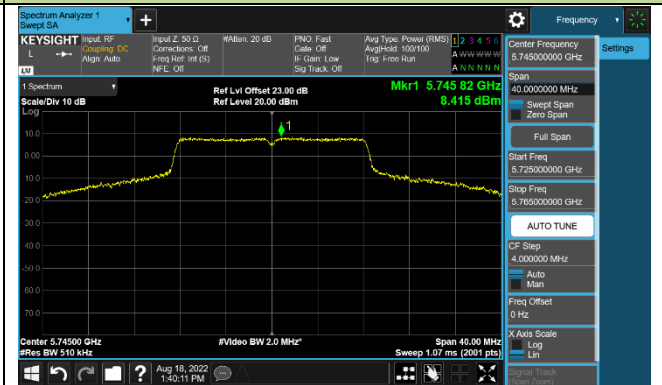 Spectrum Analyzer 1
Swept SA
+
Frequency
KEYSIGHT
Input: RF
Coupling: DC
Align: Auto
Input Z: 50 Ω
Corrections: Off
Freq Ref: Int (S)
NFE: Off
#Atten: 20 dB
PNO: Fast
Gate: Off
IF Gain: Low
Sig Track: Off
Avg Type: Power (RMS)
Avg|Hold: 100/100
Trig: Free Run
1 2 3 4 5 6
A W W W W W
A N N N N N
L
LXI
1 Spectrum
Scale/Div 10 dB
Log
Ref Lvl Offset 23.00 dB
Ref Level 20.00 dBm
Mkr1 5.745 82 GHz
8.415 dBm
1
10.0
0.00
-10.0
-20.0
-30.0
-40.0
-50.0
-60.0
-70.0
Center 5.74500 GHz
#Res BW 510 kHz
#Video BW 2.0 MHz*
Span 40.00 MHz
Sweep 1.07 ms (2001 pts)
Center Frequency
5.745000000 GHz
Settings
Span
40.0000000 MHz
Swept Span
Zero Span
Full Span
Start Freq
5.725000000 GHz
Stop Freq
5.765000000 GHz
AUTO TUNE
CF Step
4.000000 MHz
Auto
Man
Freq Offset
0 Hz
X Axis Scale
Log
Lin
Signal Track
(Span Zoom)
?
Aug 18, 2022
1:40:11 PM